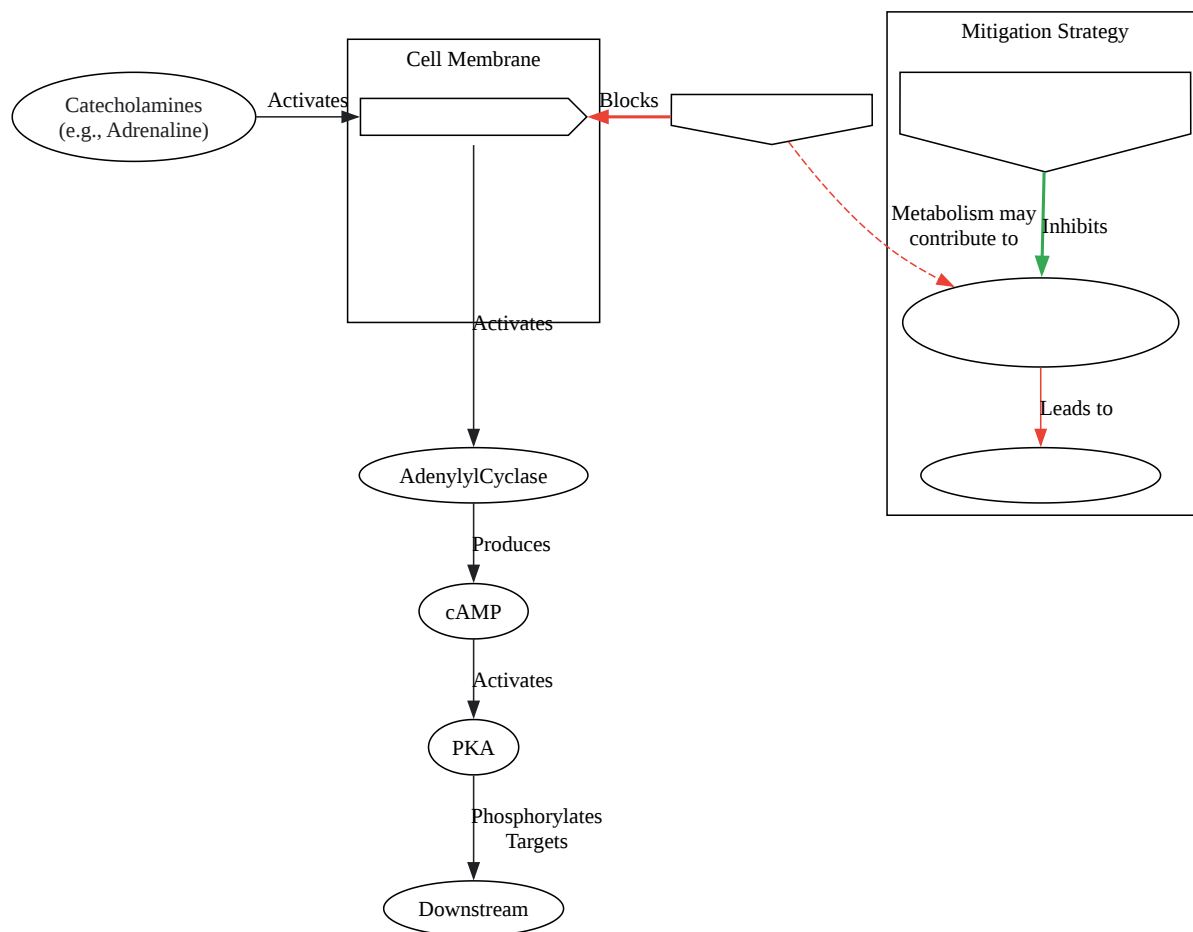 Mitigation Strategy
Cell Membrane
Catecholamines
(e.g., Adrenaline)
Activates
Blocks
Metabolism may
contribute to
Inhibits
Activates
Leads to
AdenylylCyclase
Produces
cAMP
Activates
PKA
Phosphorylates
Targets
Downstream